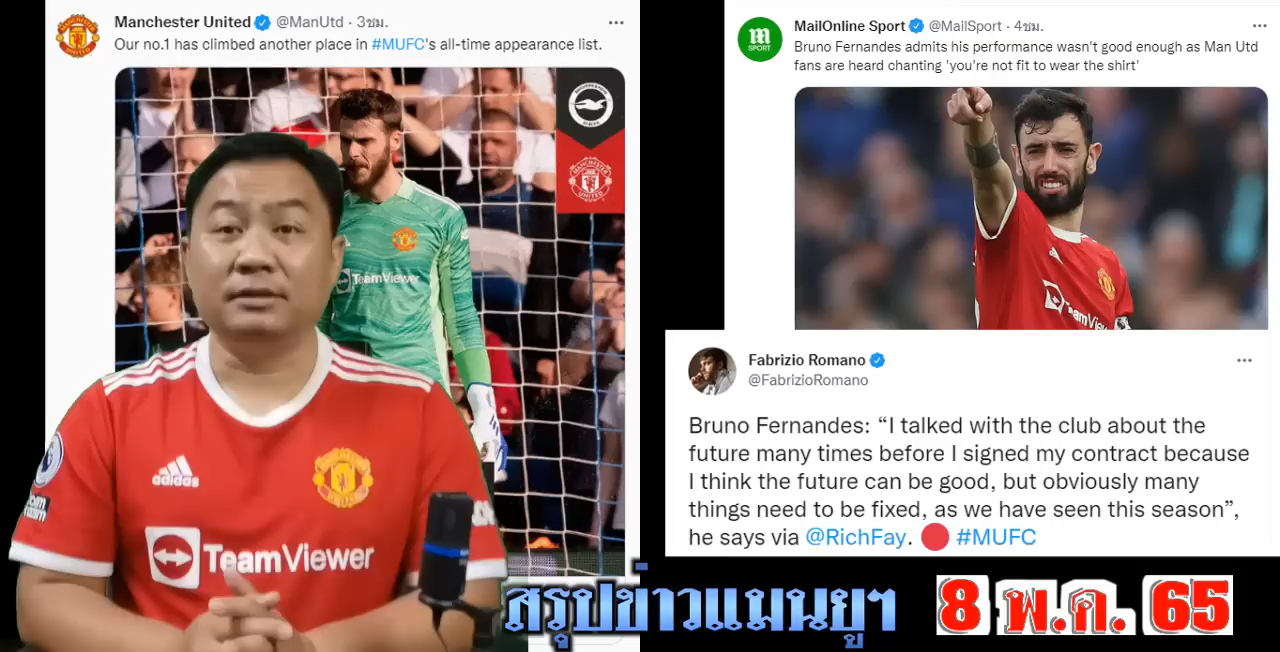 Manchester United @ManUtd · 3ชม.
Our no.1 has climbed another place in #MUFC's all-time appearance list.
MANCHESTER
UNITED
TeamViewer
adidas
TeamViewer
SPORT
MailOnline Sport @MailSport · 4ชม.
Bruno Fernandes admits his performance wasn't good enough as Man Utd
fans are heard chanting 'you're not fit to wear the shirt'
Fabrizio Romano
@FabrizioRomano
Bruno Fernandes: “I talked with the club about the
future many times before I signed my contract because
I think the future can be good, but obviously many
things need to be fixed, as we have seen this season”,
he says via @RichFay. 🔴 #MUFC
สรุปข่าวแมนยูฯ 8 พ.ค. 65